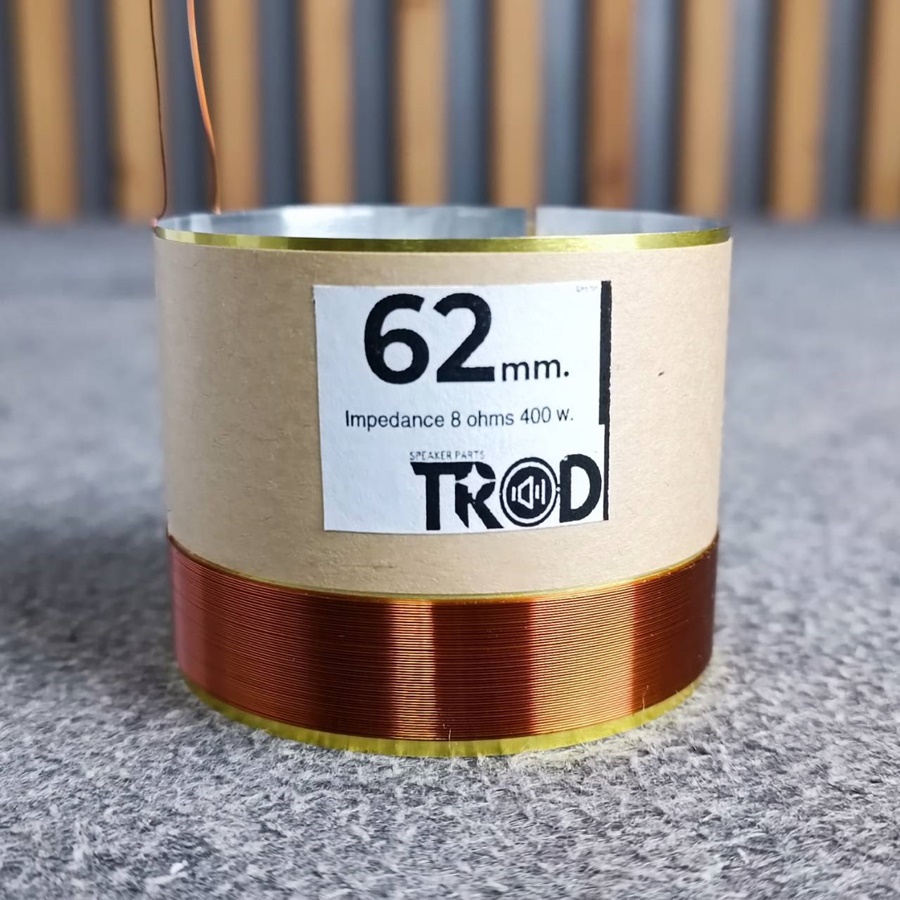 62mm.
Impedance 8 ohms 400 w.
SPEAKER PARTS
TROD